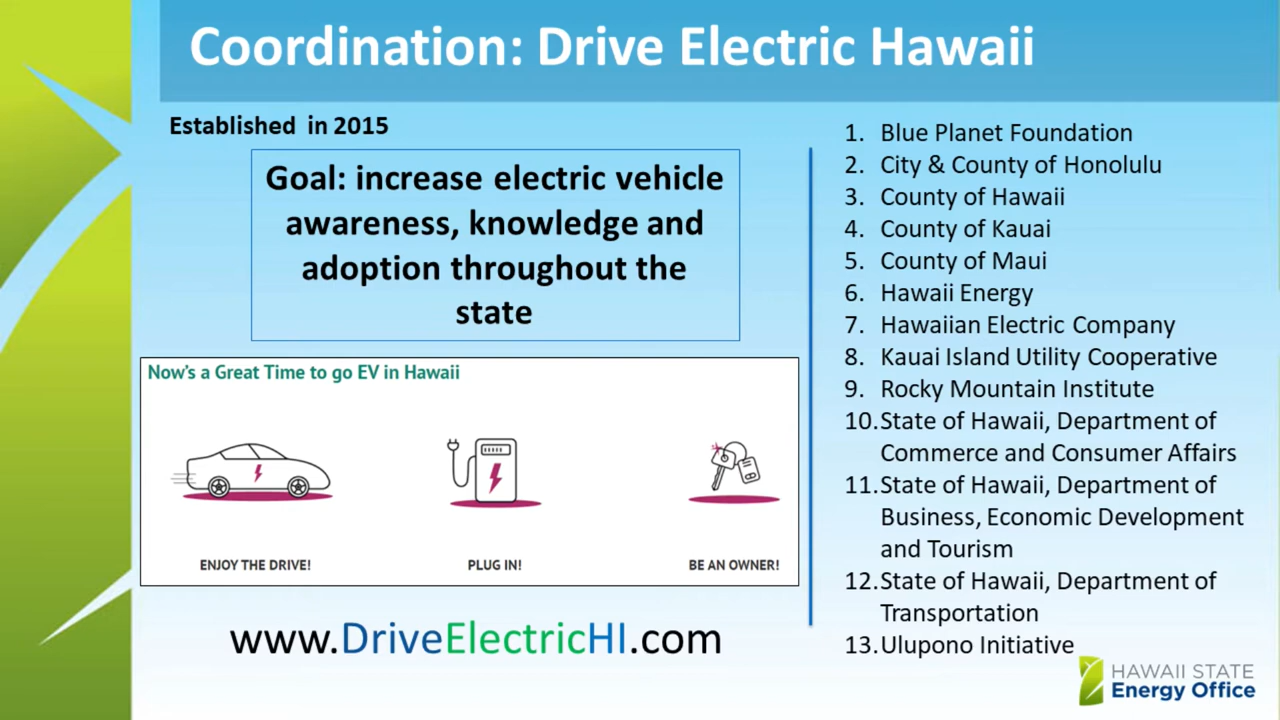 Coordination: Drive Electric Hawaii
Established in 2015
Goal: increase electric vehicle
awareness, knowledge and
adoption throughout the
state
Now's a Great Time to go EV in Hawaii
ENJOY THE DRIVE!
PLUG IN!
BE AN OWNER!
www.DriveElectricHI.com
1. Blue Planet Foundation
2. City & County of Honolulu
3. County of Hawaii
4. County of Kauai
5. County of Maui
6. Hawaii Energy
7. Hawaiian Electric Company
8. Kauai Island Utility Cooperative
9. Rocky Mountain Institute
10. State of Hawaii, Department of
Commerce and Consumer Affairs
11. State of Hawaii, Department of
Business, Economic Development
and Tourism
12. State of Hawaii, Department of
Transportation
13. Ulupono Initiative
HAWAII STATE
Energy Office